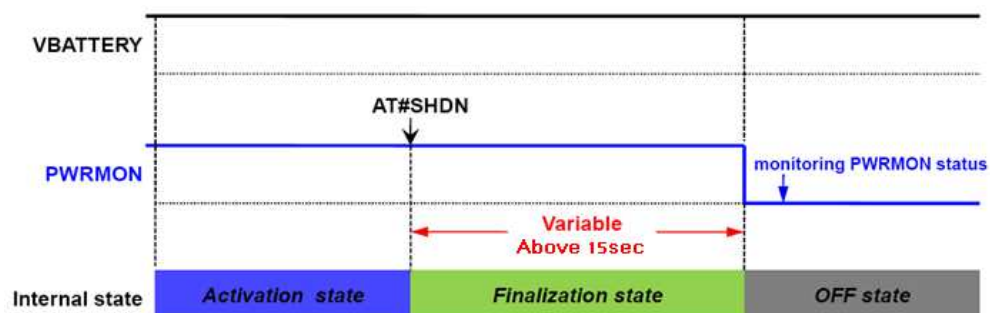 VBATTERY
AT#SHDN
PWRMON
monitoring PWRMON status
Variable
Above 15sec
Internal state
Activation state
Finalization state
OFF state